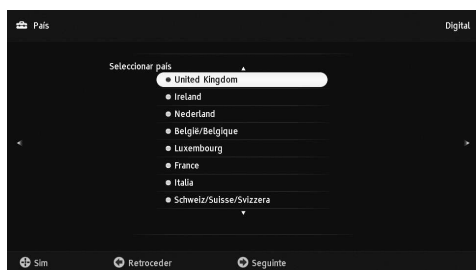 País
Digital
Seleccionar país
United Kingdom
Ireland
Nederland
België/Belgique
Luxembourg
France
Italia
Schweiz/Suisse/Svizzera
Sim Retroceder Seguinte